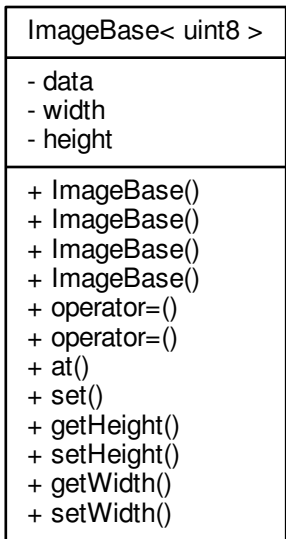 ImageBase< uint8 >
- data
- width
- height
+ ImageBase()
+ ImageBase()
+ ImageBase()
+ ImageBase()
+ operator=()
+ operator=()
+ at()
+ set()
+ getHeight()
+ setHeight()
+ getWidth()
+ setWidth()